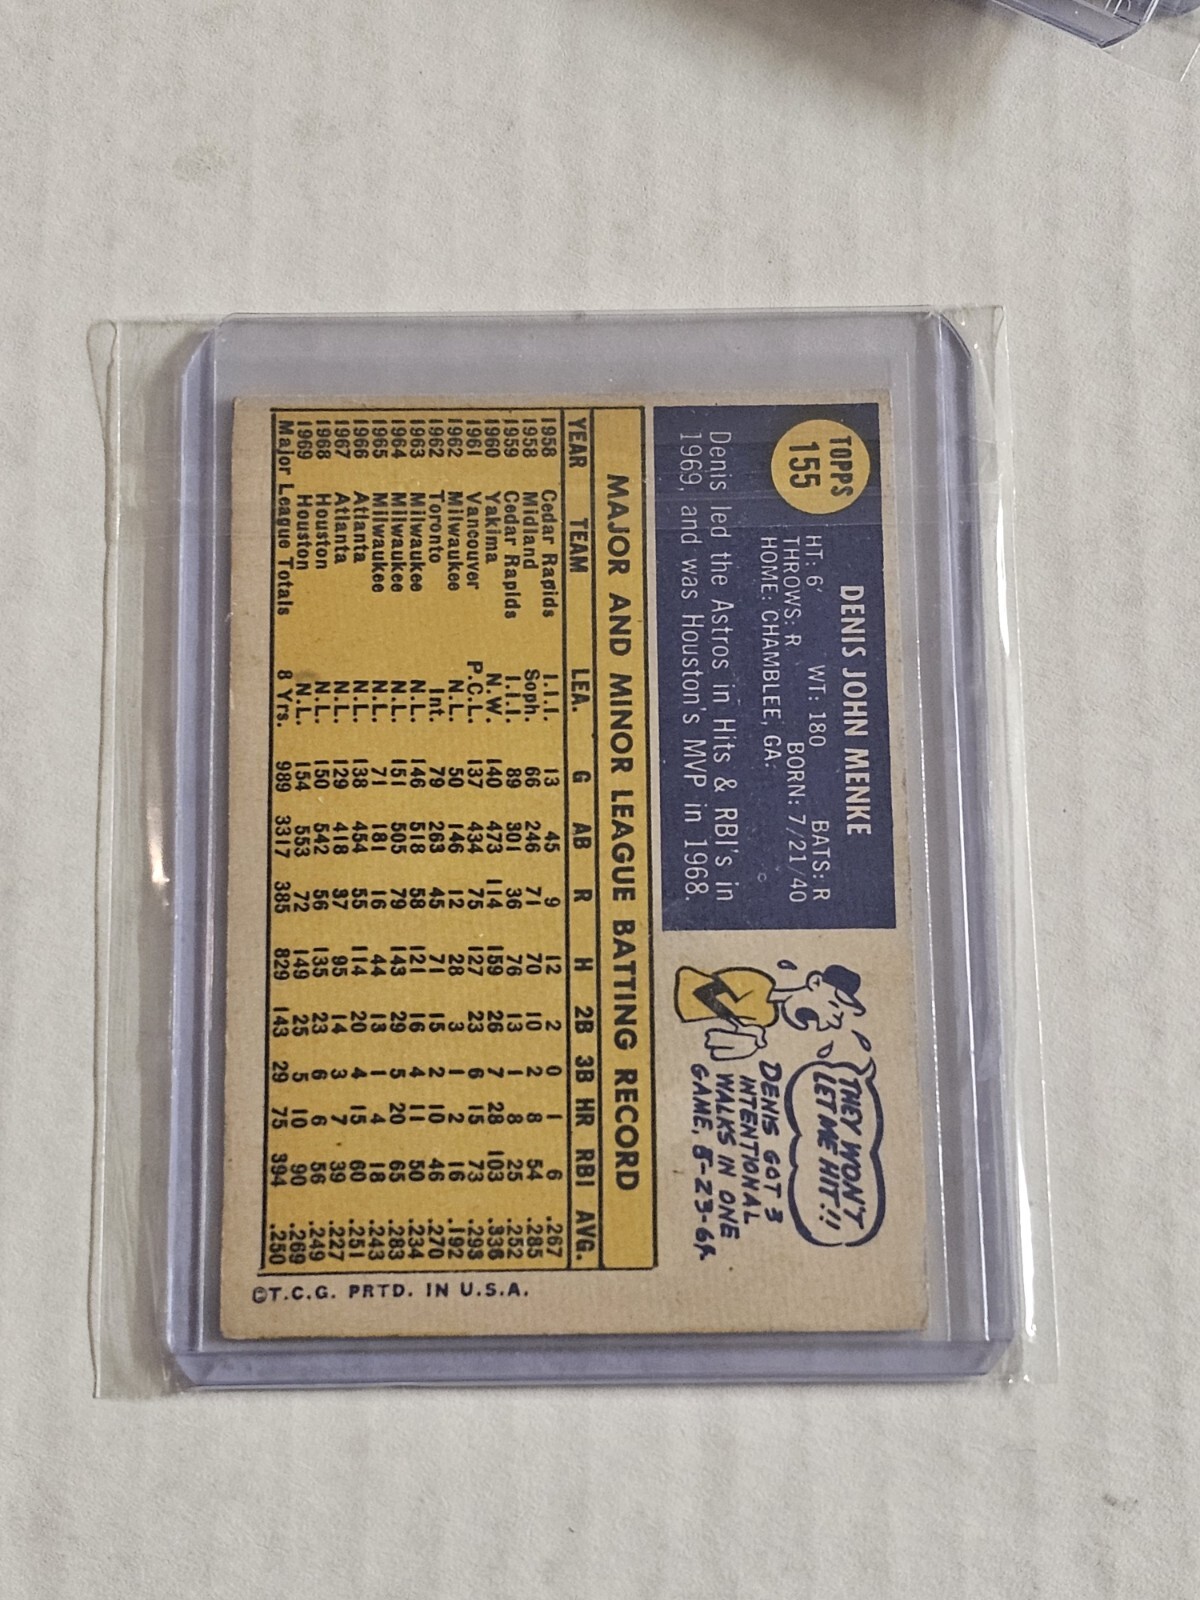 TOPPS
155
DENIS JOHN MENKE
HT: 6' WT: 180 BATS: R
THROWS: R BORN: 7/21/40
HOME: CHAMBLEE, GA.
Denis led the Astros in Hits & RBI's in
1969, and was Houston's MVP in 1968.
THEY WON'T
LET ME HIT!!
DENIS GOT 3
INTENTIONAL
WALKS IN ONE
GAME, 5-23-64
MAJOR AND MINOR LEAGUE BATTING RECORD
YEAR TEAM LEA. G AB R H 2B 3B HR RBI AVG.
1958 Cedar Rapids I.I.I. 13 45 9 12 2 0 1 6 .267
1958 Midland Soph. 66 246 71 70 10 2 8 54 .285
1959 Cedar Rapids I.I.I. 89 301 36 76 13 1 8 25 .252
1960 Yakima N.W. 140 473 114 159 26 7 28 103 .336
1961 Vancouver P.C.L. 137 434 75 127 23 6 15 73 .293
1962 Milwaukee N.L. 50 146 12 28 3 1 2 16 .192
1962 Toronto Int. 79 263 45 71 15 2 10 46 .270
1963 Milwaukee N.L. 146 518 58 121 16 4 11 50 .234
1964 Milwaukee N.L. 151 505 79 143 29 5 20 65 .283
1965 Milwaukee N.L. 71 181 16 44 13 1 4 18 .243
1966 Atlanta N.L. 138 454 55 114 20 4 15 60 .251
1967 Atlanta N.L. 129 418 37 95 14 3 7 39 .227
1968 Houston N.L. 150 542 56 135 23 6 6 56 .249
1969 Houston N.L. 154 553 72 149 25 5 10 90 .269
Major League Totals 8 Yrs. 989 3317 385 829 143 29 75 394 .250
©T.C.G. PRTD. IN U.S.A.